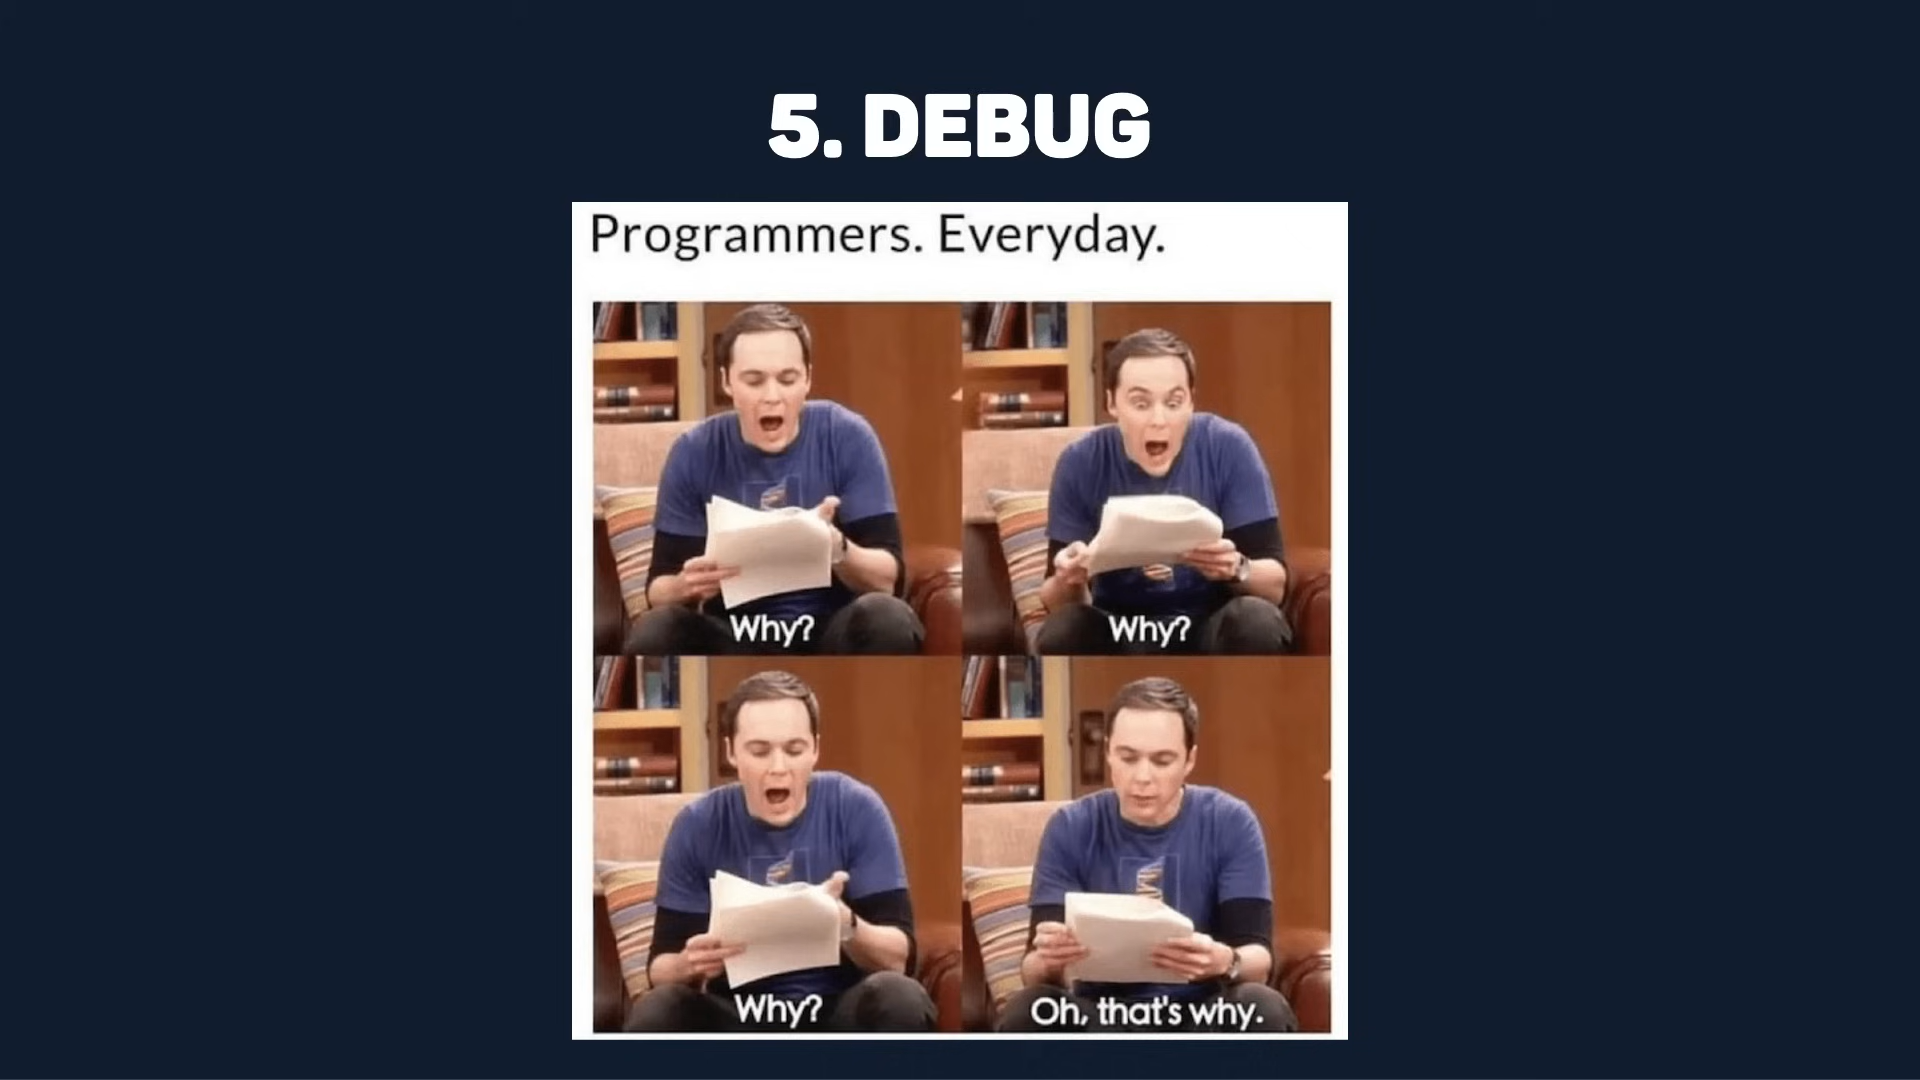 5. DEBUG
Programmers. Everyday.
Why?
Why?
Why?
Oh, that's why.